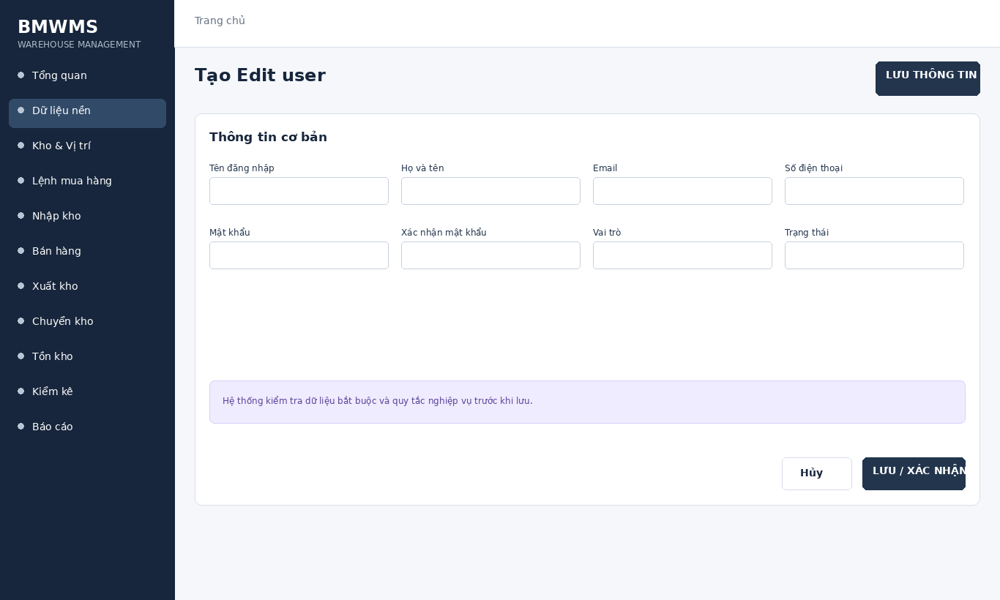 BMWMS
WAREHOUSE MANAGEMENT
Tổng quan
Dữ liệu nền
Kho & Vị trí
Lệnh mua hàng
Nhập kho
Bán hàng
Xuất kho
Chuyển kho
Tồn kho
Kiểm kê
Báo cáo
Trang chủ
Tạo Edit user
LƯU THÔNG TIN
Thông tin cơ bản
Tên đăng nhập
Họ và tên
Email
Số điện thoại
Mật khẩu
Xác nhận mật khẩu
Vai trò
Trạng thái
Hệ thống kiểm tra dữ liệu bắt buộc và quy tắc nghiệp vụ trước khi lưu.
Hủy
LƯU / XÁC NHẬN